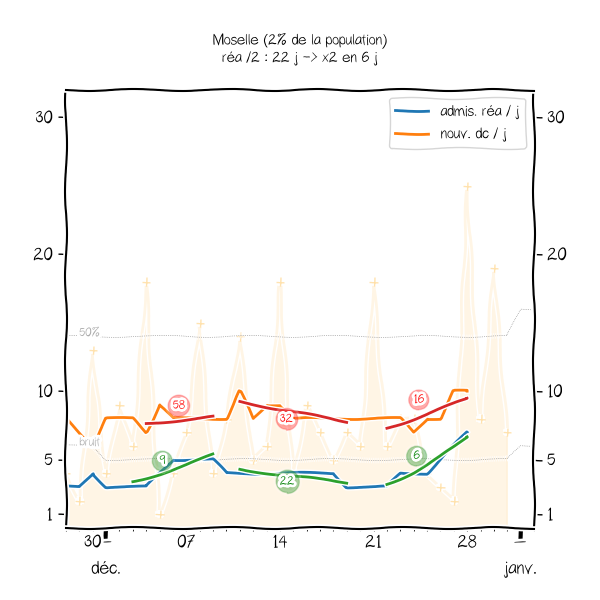 Moselle (2% de la population)
réa /2 : 22 j -> x2 en 6 j
admis. réa / j
nouv. dc / j
30 30
20 20
50%
10 10
58 32 16
bruit
5 5
9 22 6
1 1
30 07 14 21 28
déc. janv.